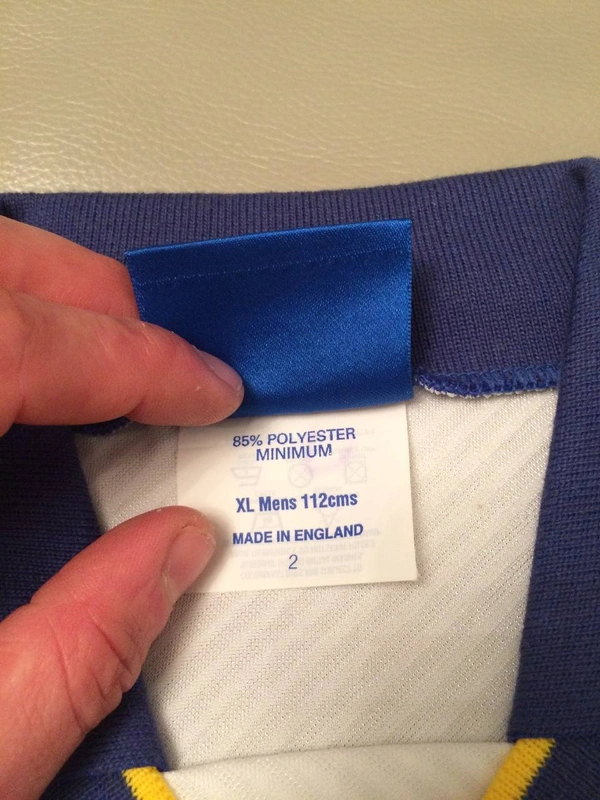 85% POLYESTER
MINIMUM
XL Mens 112cms
MADE IN ENGLAND
2